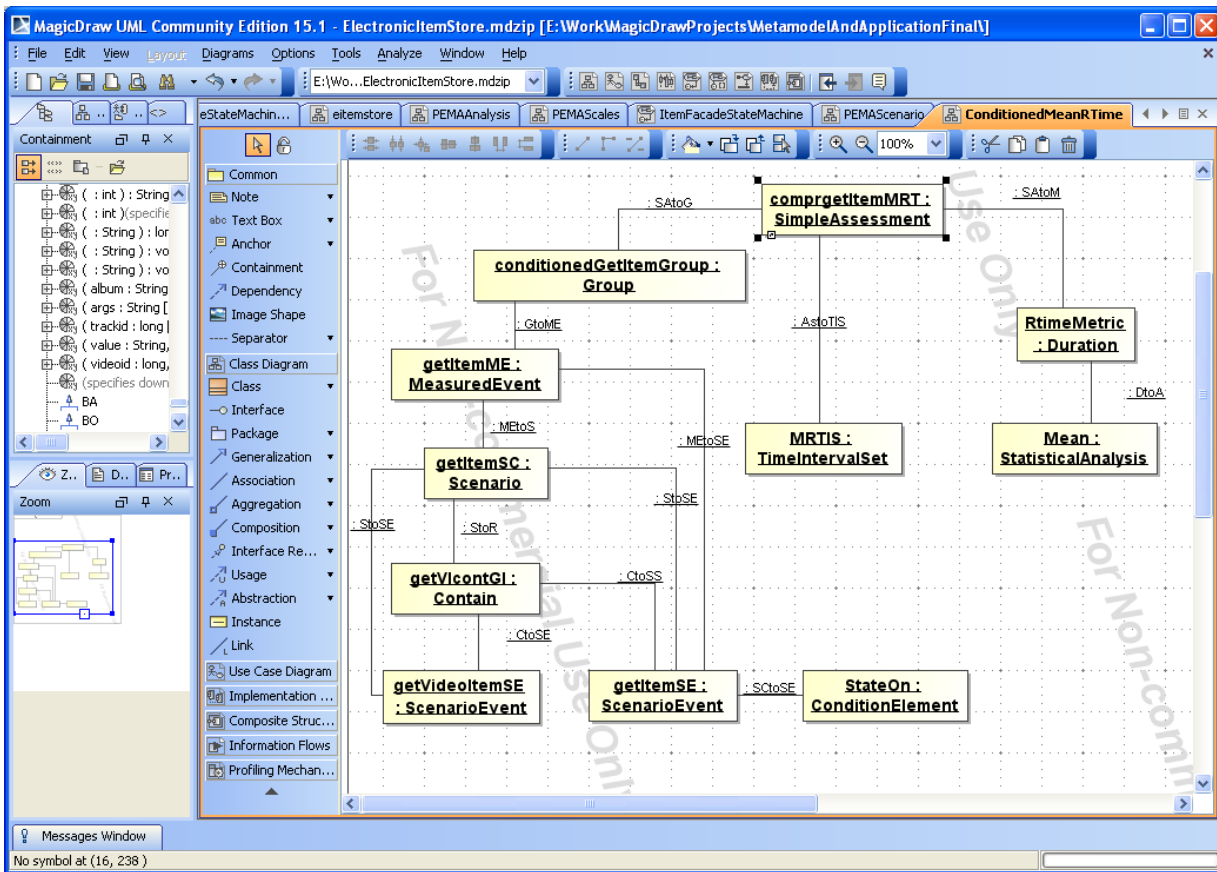 MagicDraw UML Community Edition 15.1 - ElectronicItemStore.mdzip [E:\Work\MagicDrawProjects\MetamodelAndApplicationFinal\]
File Edit View Layout Diagrams Options Tools Analyze Window Help
E:\Wo...ElectronicItemStore.mdzip
eStateMachin... eitemstore PEMAAnalysis PEMAScales ItemFacadeStateMachine PEMAScenario ConditionedMeanRTime
Containment
( : int ) : String
( : int )(specifie
( : String ) : lor
( : String ) : vo
( : String ) : vo
( album : String
( args : String [
( trackid : long
( value : String,
( videoid : long,
(specifies down
BA
BO
Z.. D.. Pr..
Zoom
100%
Common
Note
abc Text Box
Anchor
Containment
Dependency
Image Shape
Separator
Class Diagram
Class
Interface
Package
Generalization
Association
Aggregation
Composition
Interface Re...
Usage
Abstraction
Instance
Link
Use Case Diagram
Implementation ...
Composite Struc...
Information Flows
Profiling Mechan...
comprgetItemMRT :
SimpleAssessment
: SAtoG
: SAtoM
conditionedGetItemGroup :
Group
: GtoME
: AstoTIS
RtimeMetric
: Duration
getItemME :
MeasuredEvent
: DtoA
: MEtoS
: MEtoSE
MRTIS :
TimeIntervalSet
Mean :
StatisticalAnalysis
getItemSC :
Scenario
: StoSE
: StoR
: StoSE
getVIcontGI :
Contain
: CtoSS
: CtoSE
getVideoItemSE
: ScenarioEvent
getItemSE :
ScenarioEvent
: SCtoSE
StateOn :
ConditionElement
For Non-commercial Use Only
Use Only
For Non-comm
Messages Window
No symbol at (16, 238 )